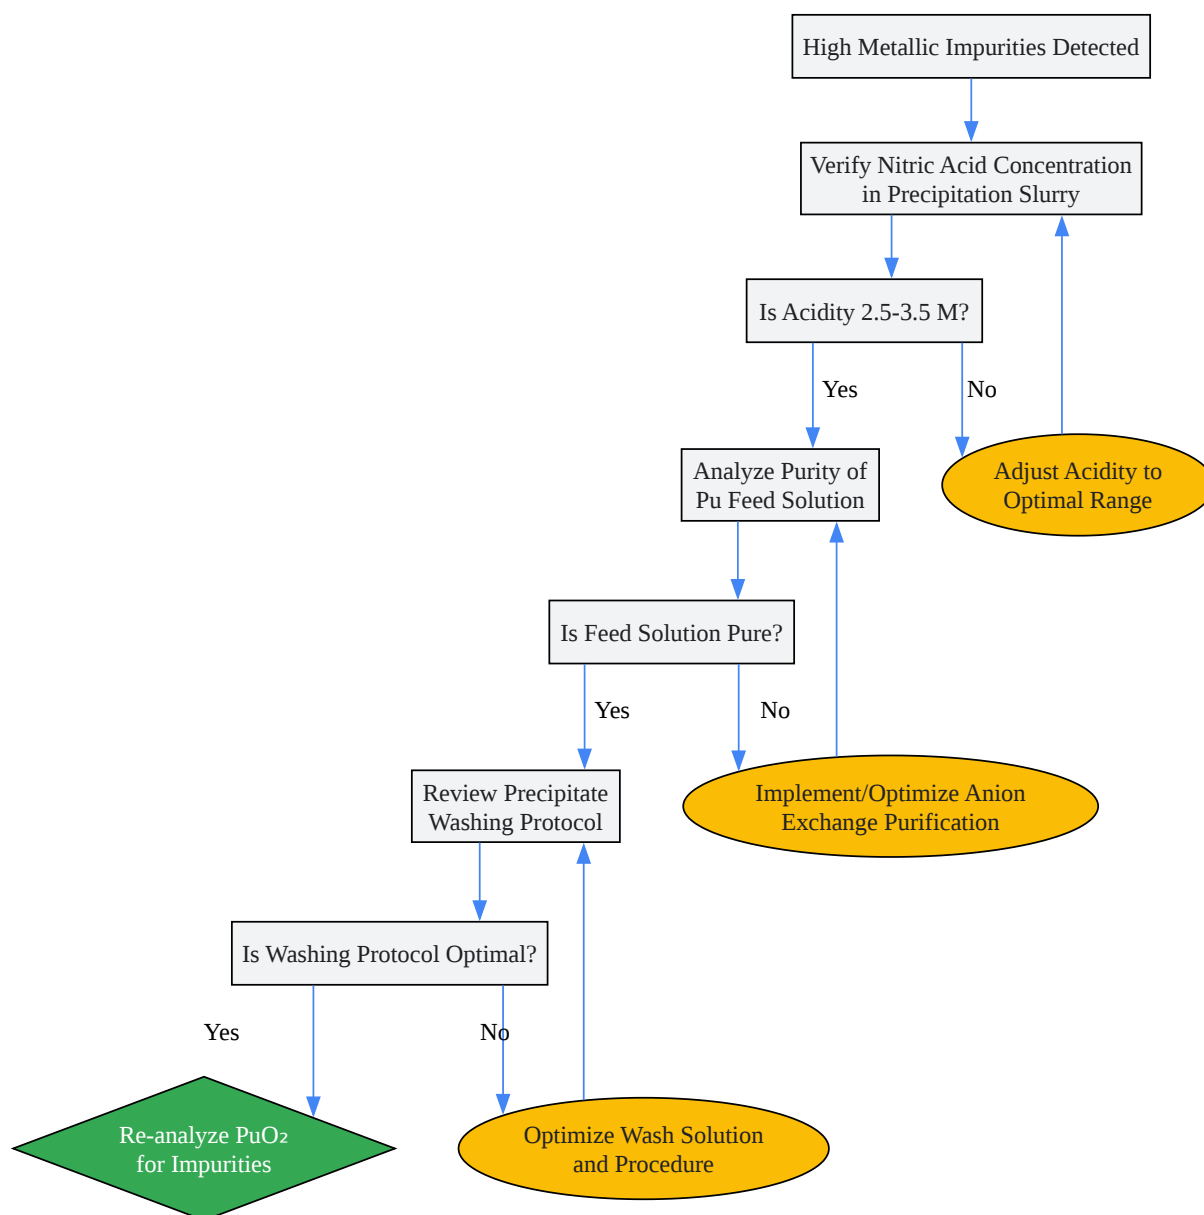 High Metallic Impurities Detected
Verify Nitric Acid Concentration
in Precipitation Slurry
Is Acidity 2.5-3.5 M?
Yes
No
Analyze Purity of
Pu Feed Solution
Adjust Acidity to
Optimal Range
Is Feed Solution Pure?
Yes
No
Review Precipitate
Washing Protocol
Implement/Optimize Anion
Exchange Purification
Is Washing Protocol Optimal?
Yes
No
Re-analyze PuO₂
for Impurities
Optimize Wash Solution
and Procedure